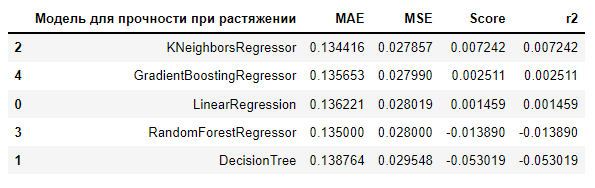 Модель для прочности при растяжении MAE MSE Score r2
2 KNeighborsRegressor 0.134416 0.027857 0.007242 0.007242
4 GradientBoostingRegressor 0.135653 0.027990 0.002511 0.002511
0 LinearRegression 0.136221 0.028019 0.001459 0.001459
3 RandomForestRegressor 0.135000 0.028000 -0.013890 -0.013890
1 DecisionTree 0.138764 0.029548 -0.053019 -0.053019